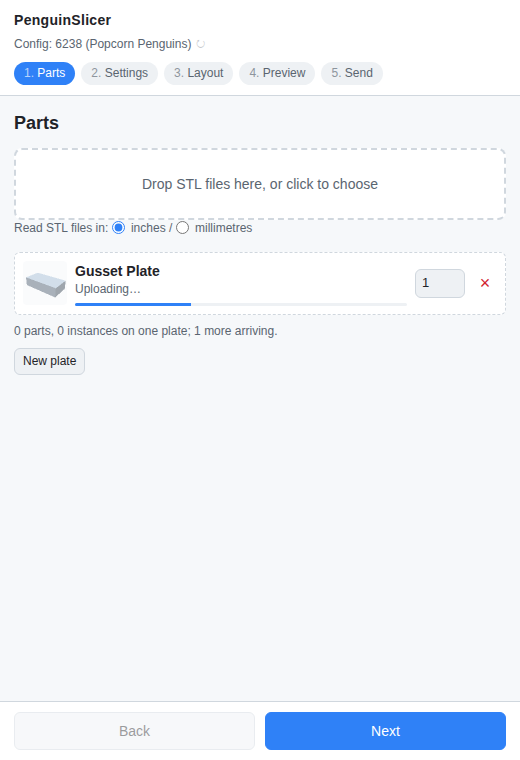 PenguinSlicer
Config: 6238 (Popcorn Penguins)
1. Parts 2. Settings 3. Layout 4. Preview 5. Send
Parts
Drop STL files here, or click to choose
Read STL files in: inches / millimetres
Gusset Plate
Uploading…
1 ×
0 parts, 0 instances on one plate; 1 more arriving.
New plate
Back Next